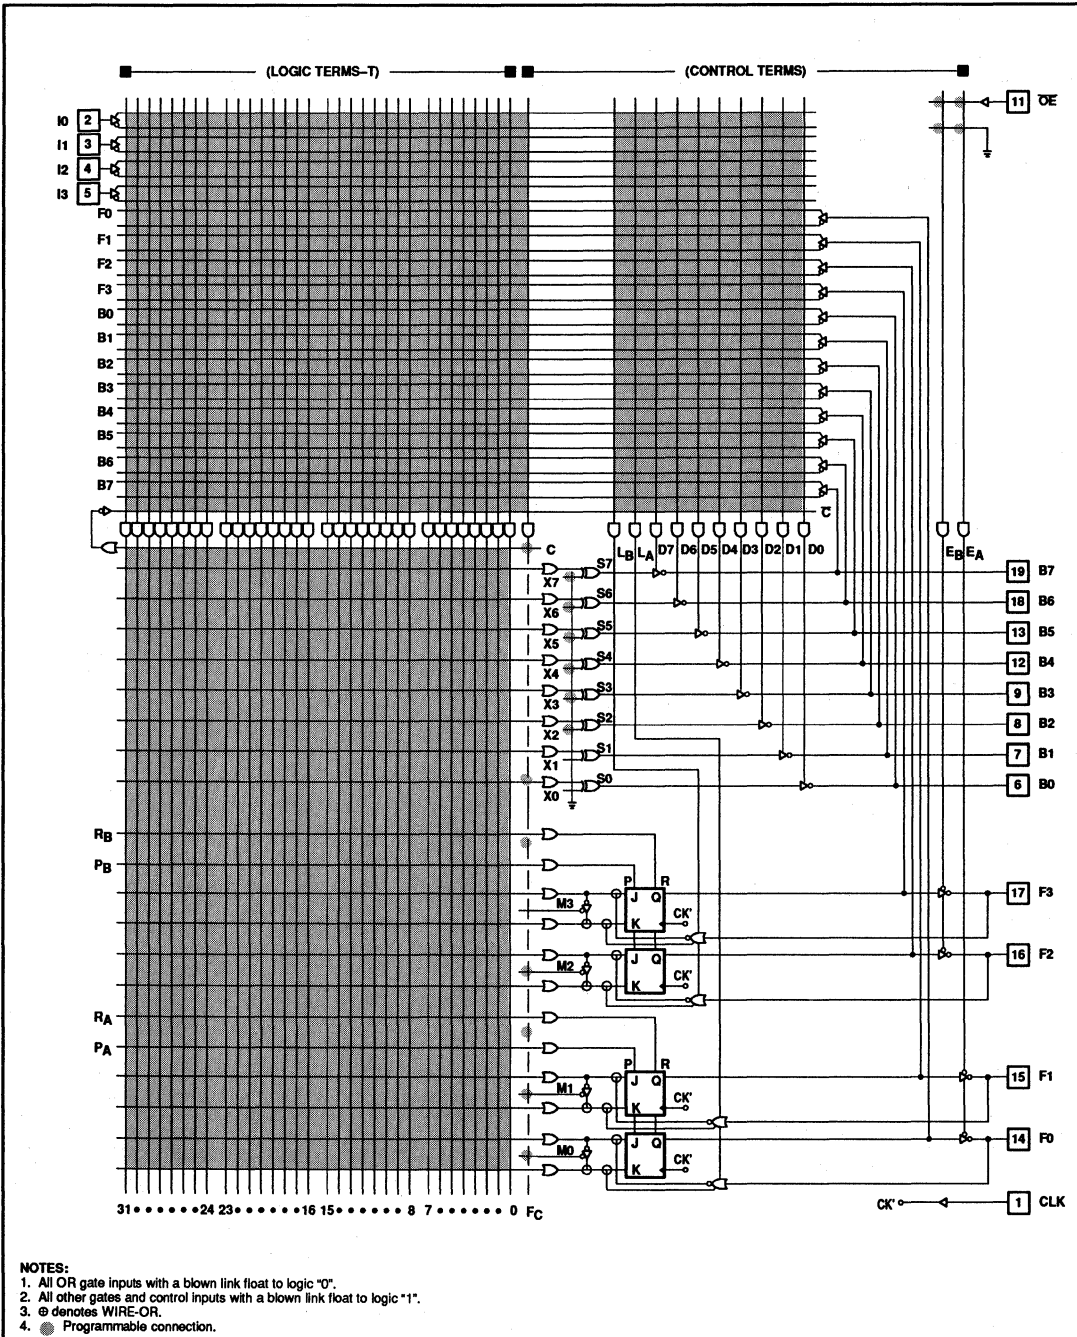 (LOGIC TERMS–T) (CONTROL TERMS)
11 OE
I0 2
I1 3
I2 4
I3 5
F0
F1
F2
F3
B0
B1
B2
B3
B4
B5
B6
B7
C
C LB LA D7 D6 D5 D4 D3 D2 D1 D0 EB EA
X7 S7 19 B7
X6 S6 18 B6
X5 S5 13 B5
X4 S4 12 B4
X3 S3 9 B3
X2 S2 8 B2
X1 S1 7 B1
X0 S0 6 B0
RB
PB
P R
J Q 17 F3
M3 CK'
K
J Q 16 F2
M2 CK'
K
RA
PA
P R
J Q 15 F1
M1 CK'
K
J Q 14 F0
M0 CK'
K
CK' 1 CLK
31 • • • • • • 24 23 • • • • • • 16 15 • • • • • • 8 7 • • • • • • 0 FC
NOTES:
1. All OR gate inputs with a blown link float to logic "0".
2. All other gates and control inputs with a blown link float to logic "1".
3. ⊕ denotes WIRE-OR.
4. Programmable connection.